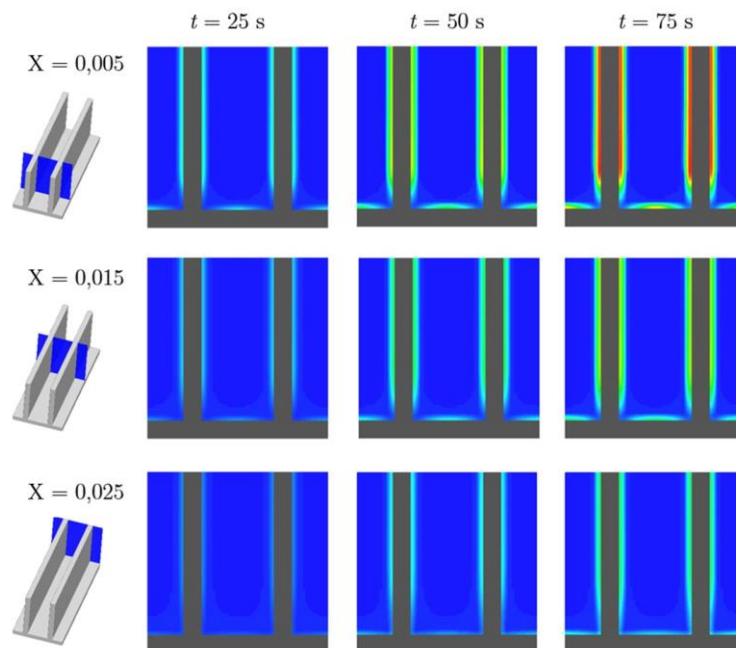 t = 25 s
t = 50 s
t = 75 s
X = 0,005
X = 0,015
X = 0,025